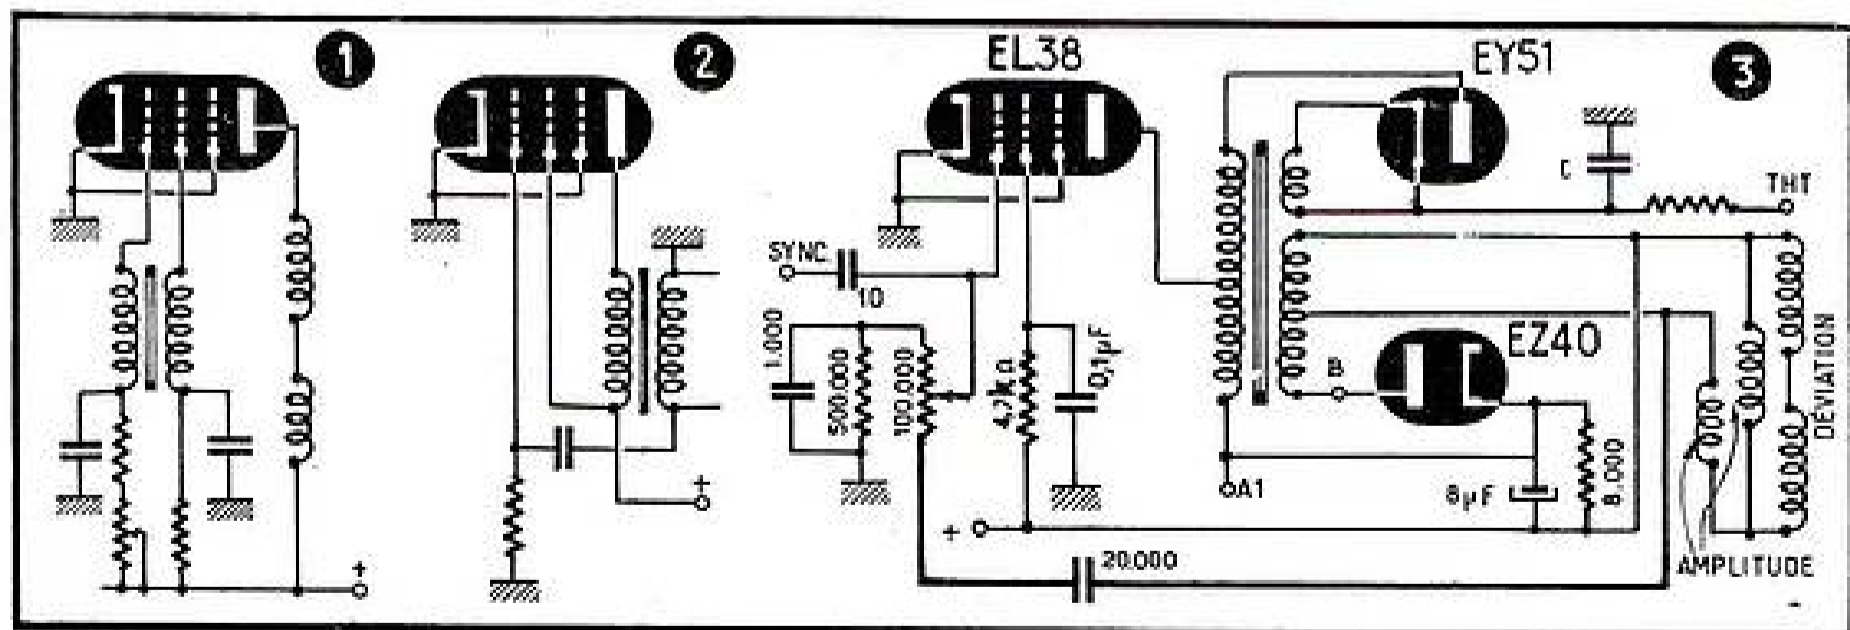 1
2
3
EL38
EY51
C
THT
SYNC.
10
1.000
500.000
100.000
4,7KΩ
0,1µF
EZ40
B
DÉVIATION
A1
8µF
8.000
+
+
+
20.000
AMPLITUDE